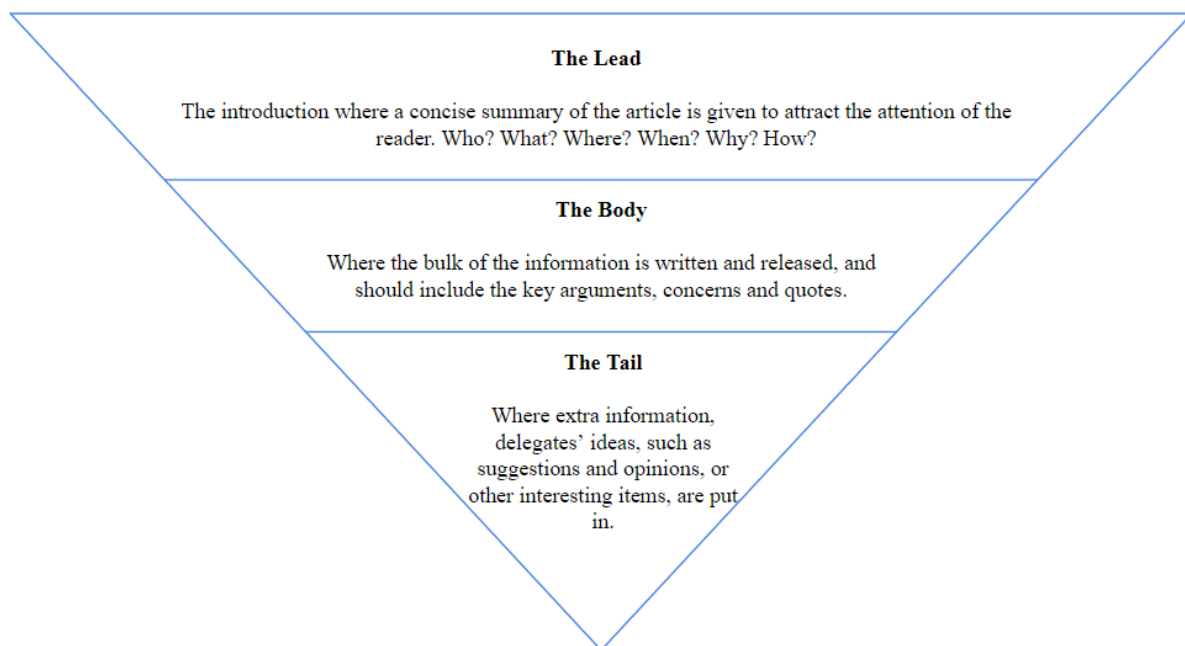 The Lead
The introduction where a concise summary of the article is given to attract the attention of the
reader. Who? What? Where? When? Why? How?
The Body
Where the bulk of the information is written and released, and
should include the key arguments, concerns and quotes.
The Tail
Where extra information,
delegates’ ideas, such as
suggestions and opinions, or
other interesting items, are put
in.